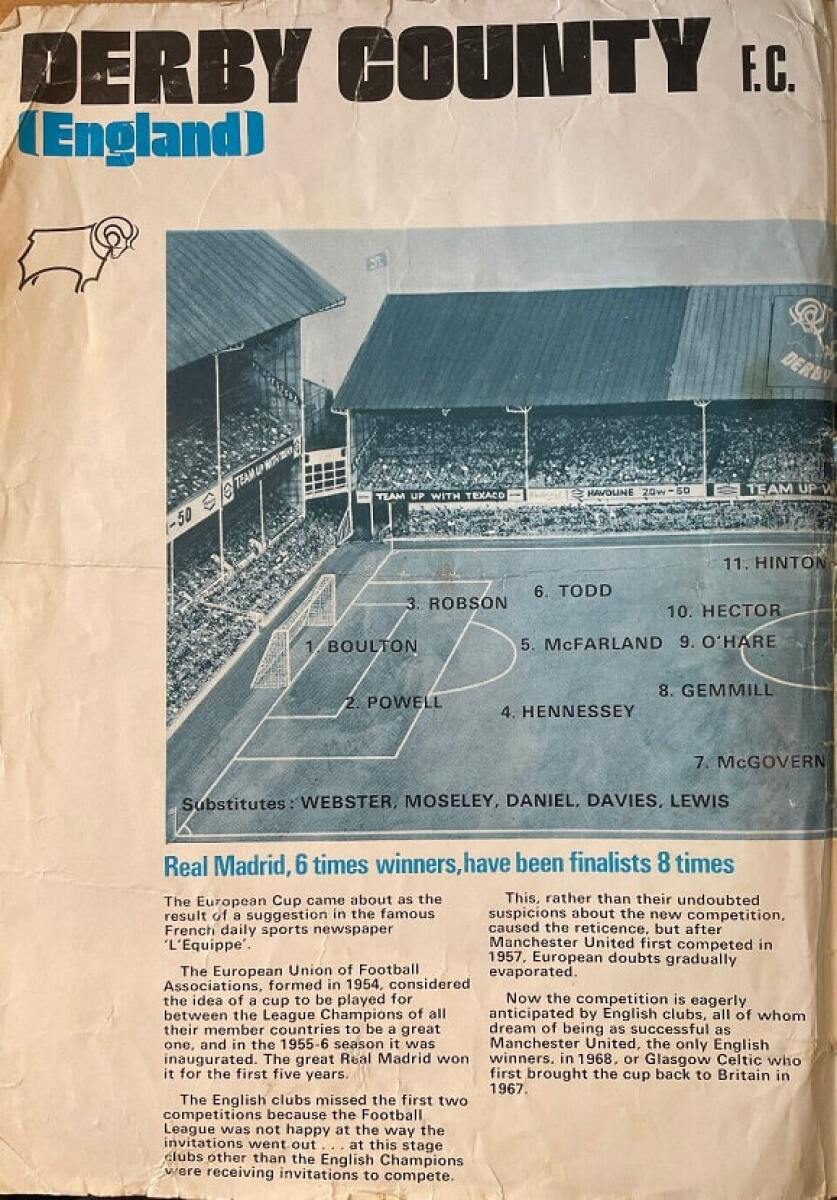 DERBY COUNTY F.C.
(England)
DERBY
TEAM UP WITH
-50
TEAM UP WITH TEXACO
HAVOLINE 20w-50
TEAM UP W
11. HINTON
6. TODD
3. ROBSON
10. HECTOR
1. BOULTON
5. McFARLAND
9. O'HARE
8. GEMMILL
2. POWELL
4. HENNESSEY
7. McGOVERN
Substitutes: WEBSTER, MOSELEY, DANIEL, DAVIES, LEWIS
Real Madrid, 6 times winners, have been finalists 8 times
The European Cup came about as the
result of a suggestion in the famous
French daily sports newspaper
'L'Equippe'.
The European Union of Football
Associations, formed in 1954, considered
the idea of a cup to be played for
between the League Champions of all
their member countries to be a great
one, and in the 1955-6 season it was
inaugurated. The great Real Madrid won
it for the first five years.
The English clubs missed the first two
competitions because the Football
League was not happy at the way the
invitations went out . . . at this stage
clubs other than the English Champions
were receiving invitations to compete.
This, rather than their undoubted
suspicions about the new competition,
caused the reticence, but after
Manchester United first competed in
1957, European doubts gradually
evaporated.
Now the competition is eagerly
anticipated by English clubs, all of whom
dream of being as successful as
Manchester United, the only English
winners, in 1968, or Glasgow Celtic who
first brought the cup back to Britain in
1967.